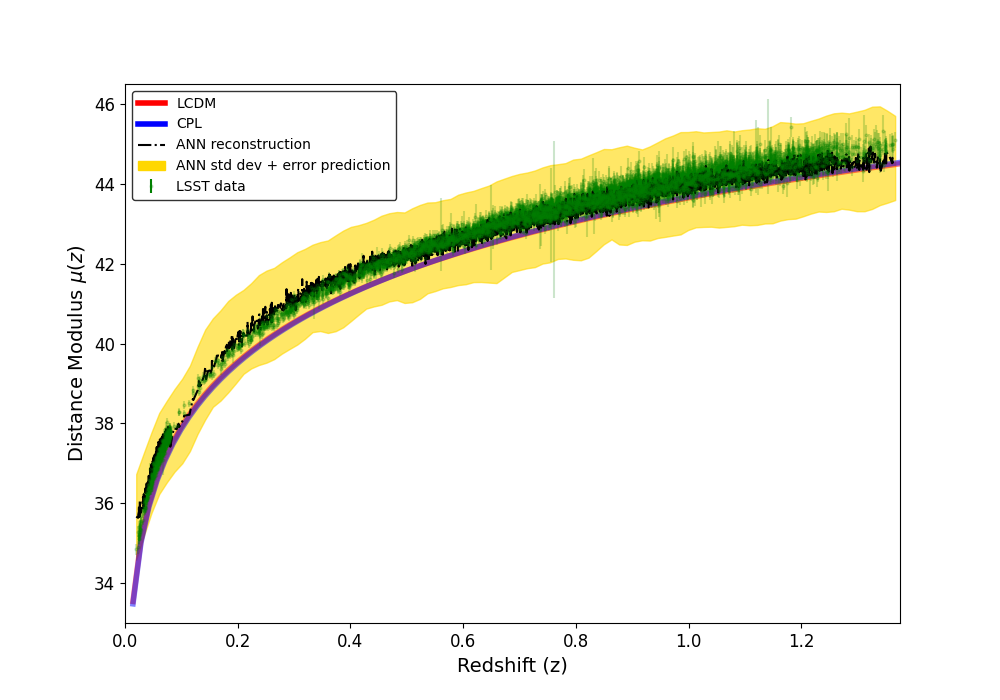 LCDM
CPL
ANN reconstruction
ANN std dev + error prediction
LSST data
Distance Modulus μ(z)
46
44
42
40
38
36
34
0.0 0.2 0.4 0.6 0.8 1.0 1.2
Redshift (z)